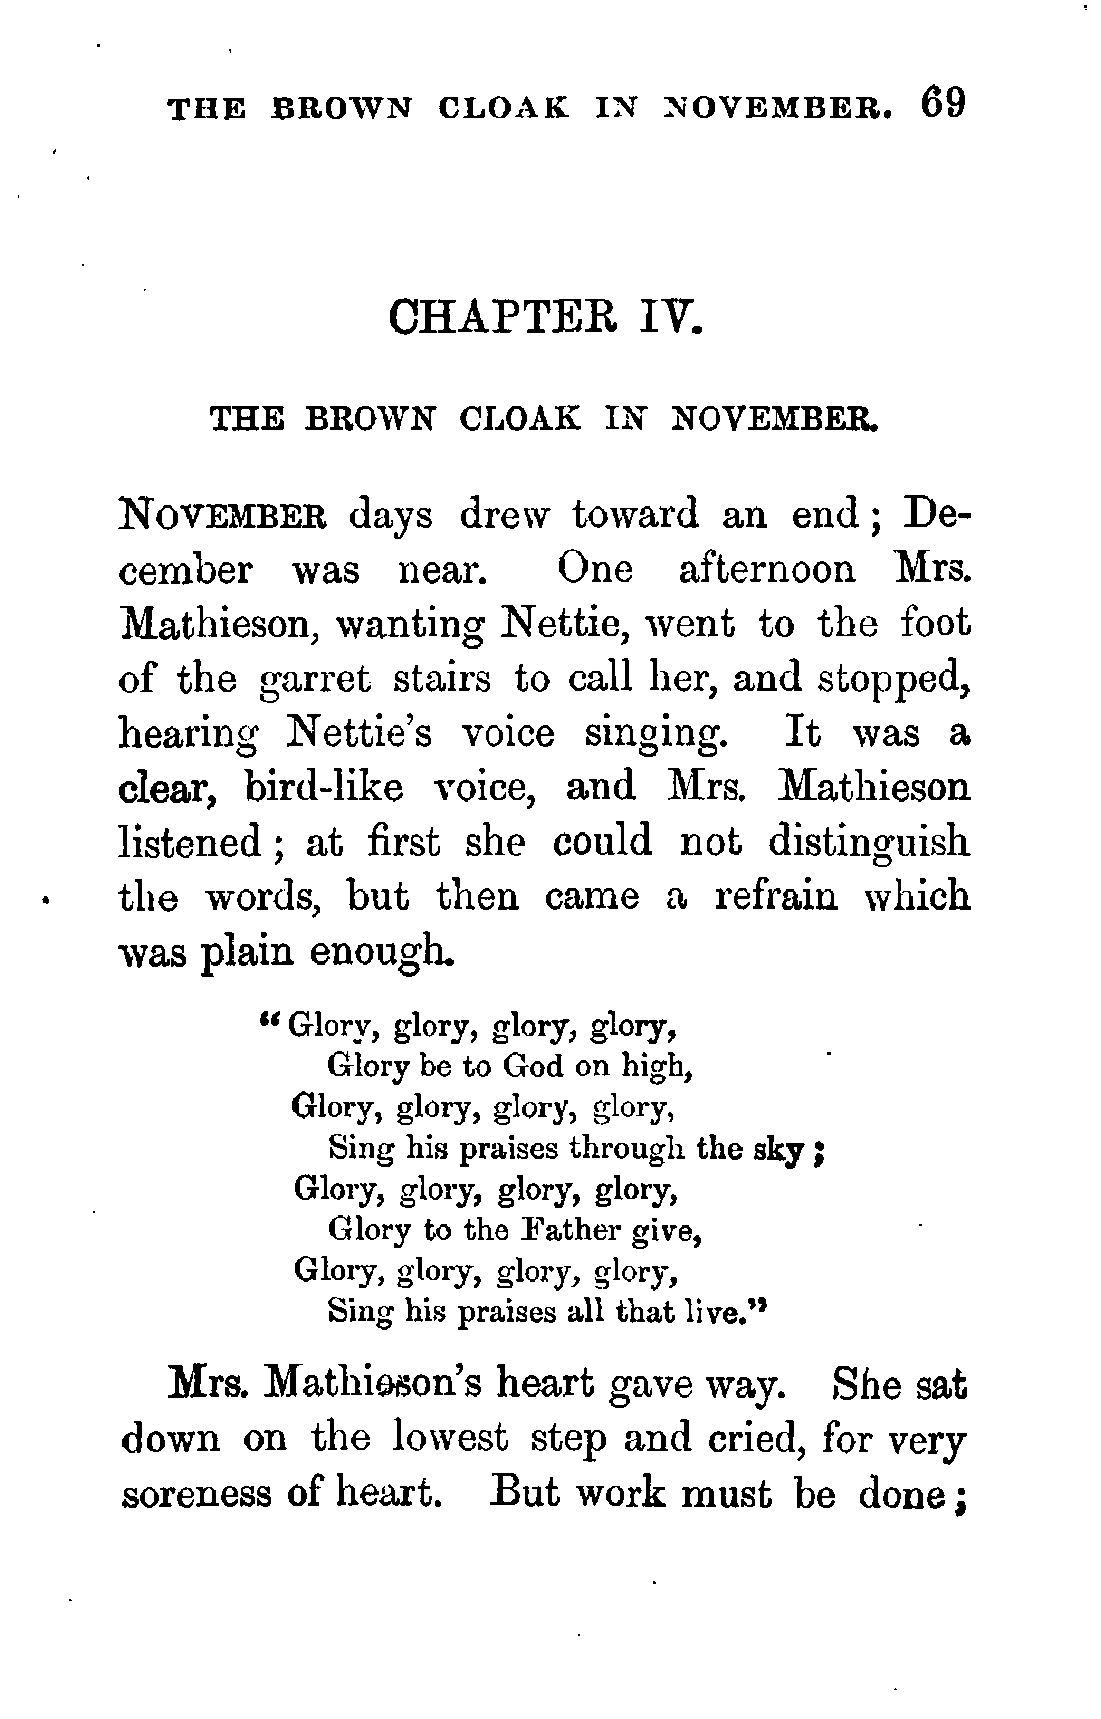 THE BROWN CLOAK IN NOVEMBER. 69
CHAPTER IV.
THE BROWN CLOAK IN NOVEMBER.
NOVEMBER days drew toward an end; De-
cember was near. One afternoon Mrs.
Mathieson, wanting Nettie, went to the foot
of the garret stairs to call her, and stopped,
hearing Nettie's voice singing. It was a
clear, bird-like voice, and Mrs. Mathieson
listened; at first she could not distinguish
the words, but then came a refrain which
was plain enough.
"Glory, glory, glory, glory,
Glory be to God on high,
Glory, glory, glory, glory,
Sing his praises through the sky;
Glory, glory, glory, glory,
Glory to the Father give,
Glory, glory, glory, glory,
Sing his praises all that live."
Mrs. Mathieson's heart gave way. She sat
down on the lowest step and cried, for very
soreness of heart. But work must be done;